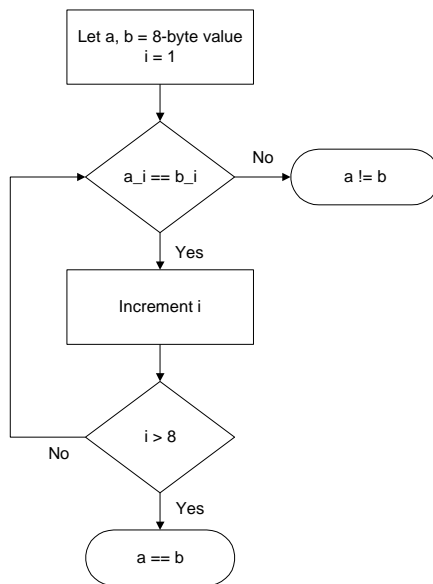 Let a, b = 8-byte value
i = 1
a_i == b_i
No
a != b
Yes
Increment i
i > 8
No
Yes
a == b